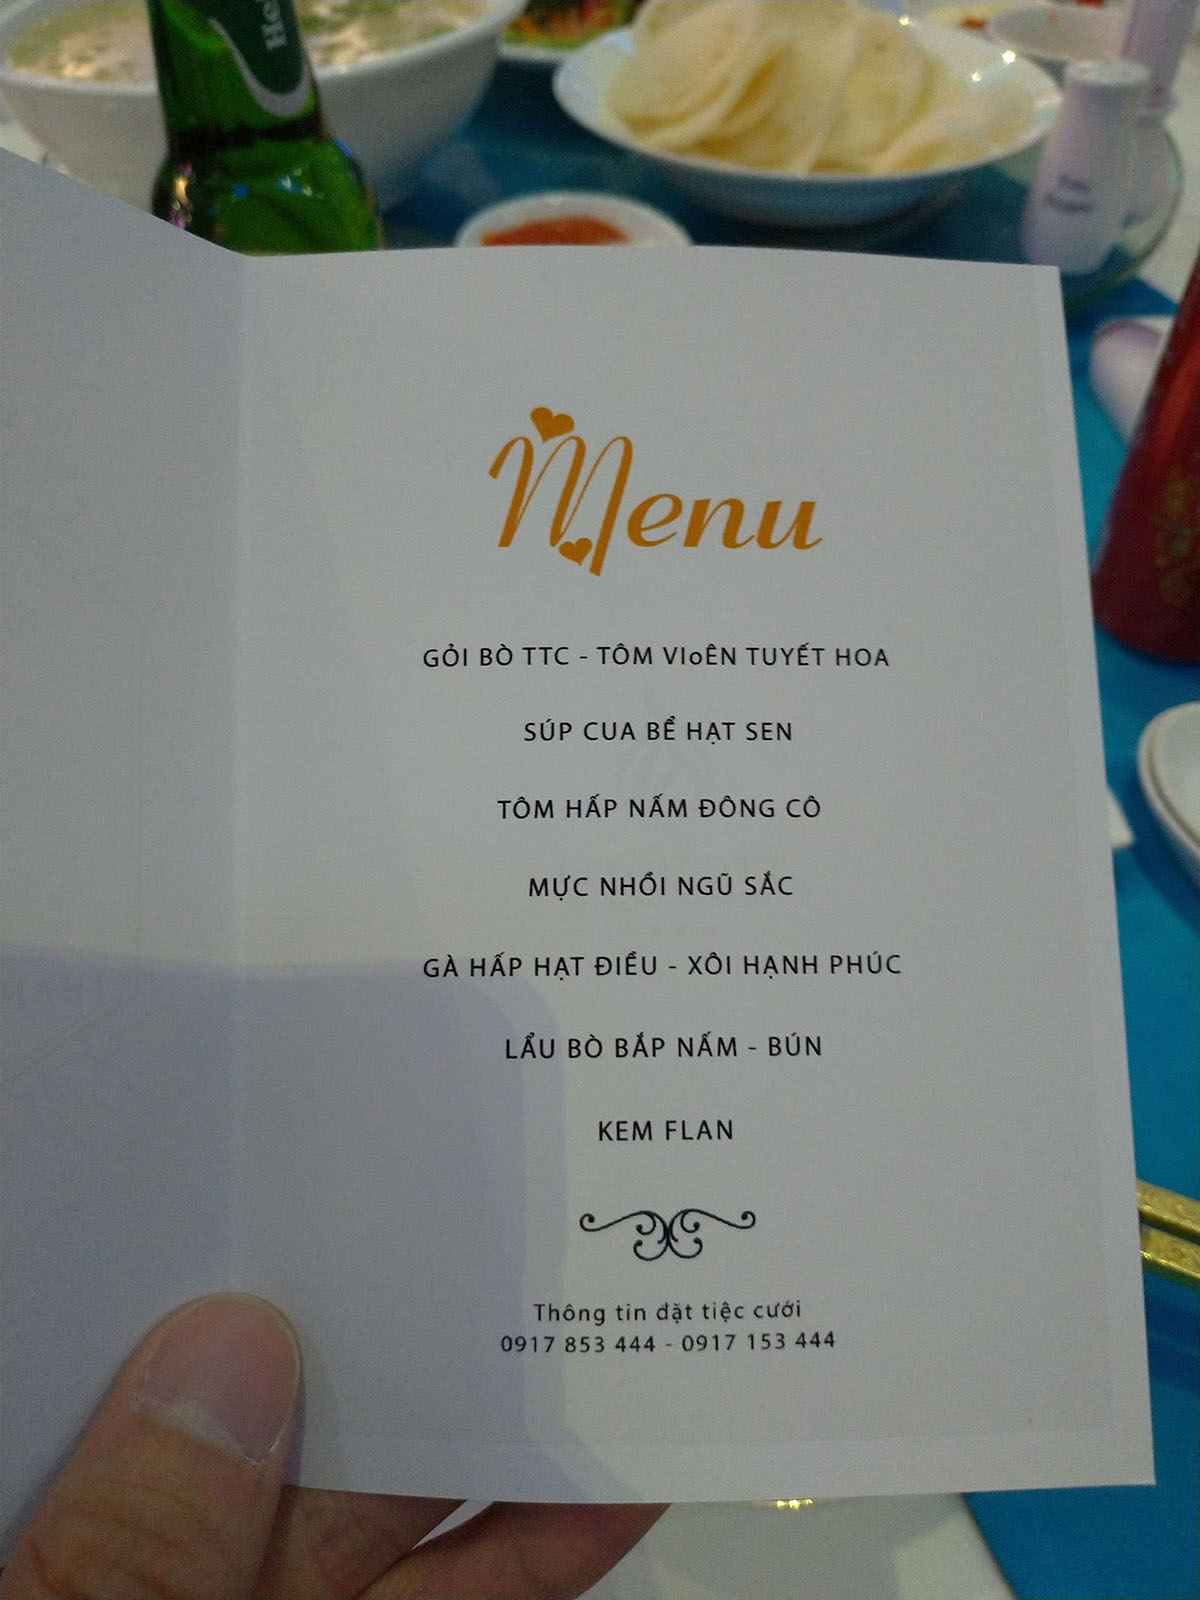 Menu
GỎI BÒ TTC - TÔM VIoÊN TUYẾT HOA
SÚP CUA BỂ HẠT SEN
TÔM HẤP NẤM ĐÔNG CÔ
MỰC NHỒI NGŨ SẮC
GÀ HẤP HẠT ĐIỀU - XÔI HẠNH PHÚC
LẨU BÒ BẮP NẤM - BÚN
KEM FLAN
Thông tin đặt tiệc cưới
0917 853 444 - 0917 153 444